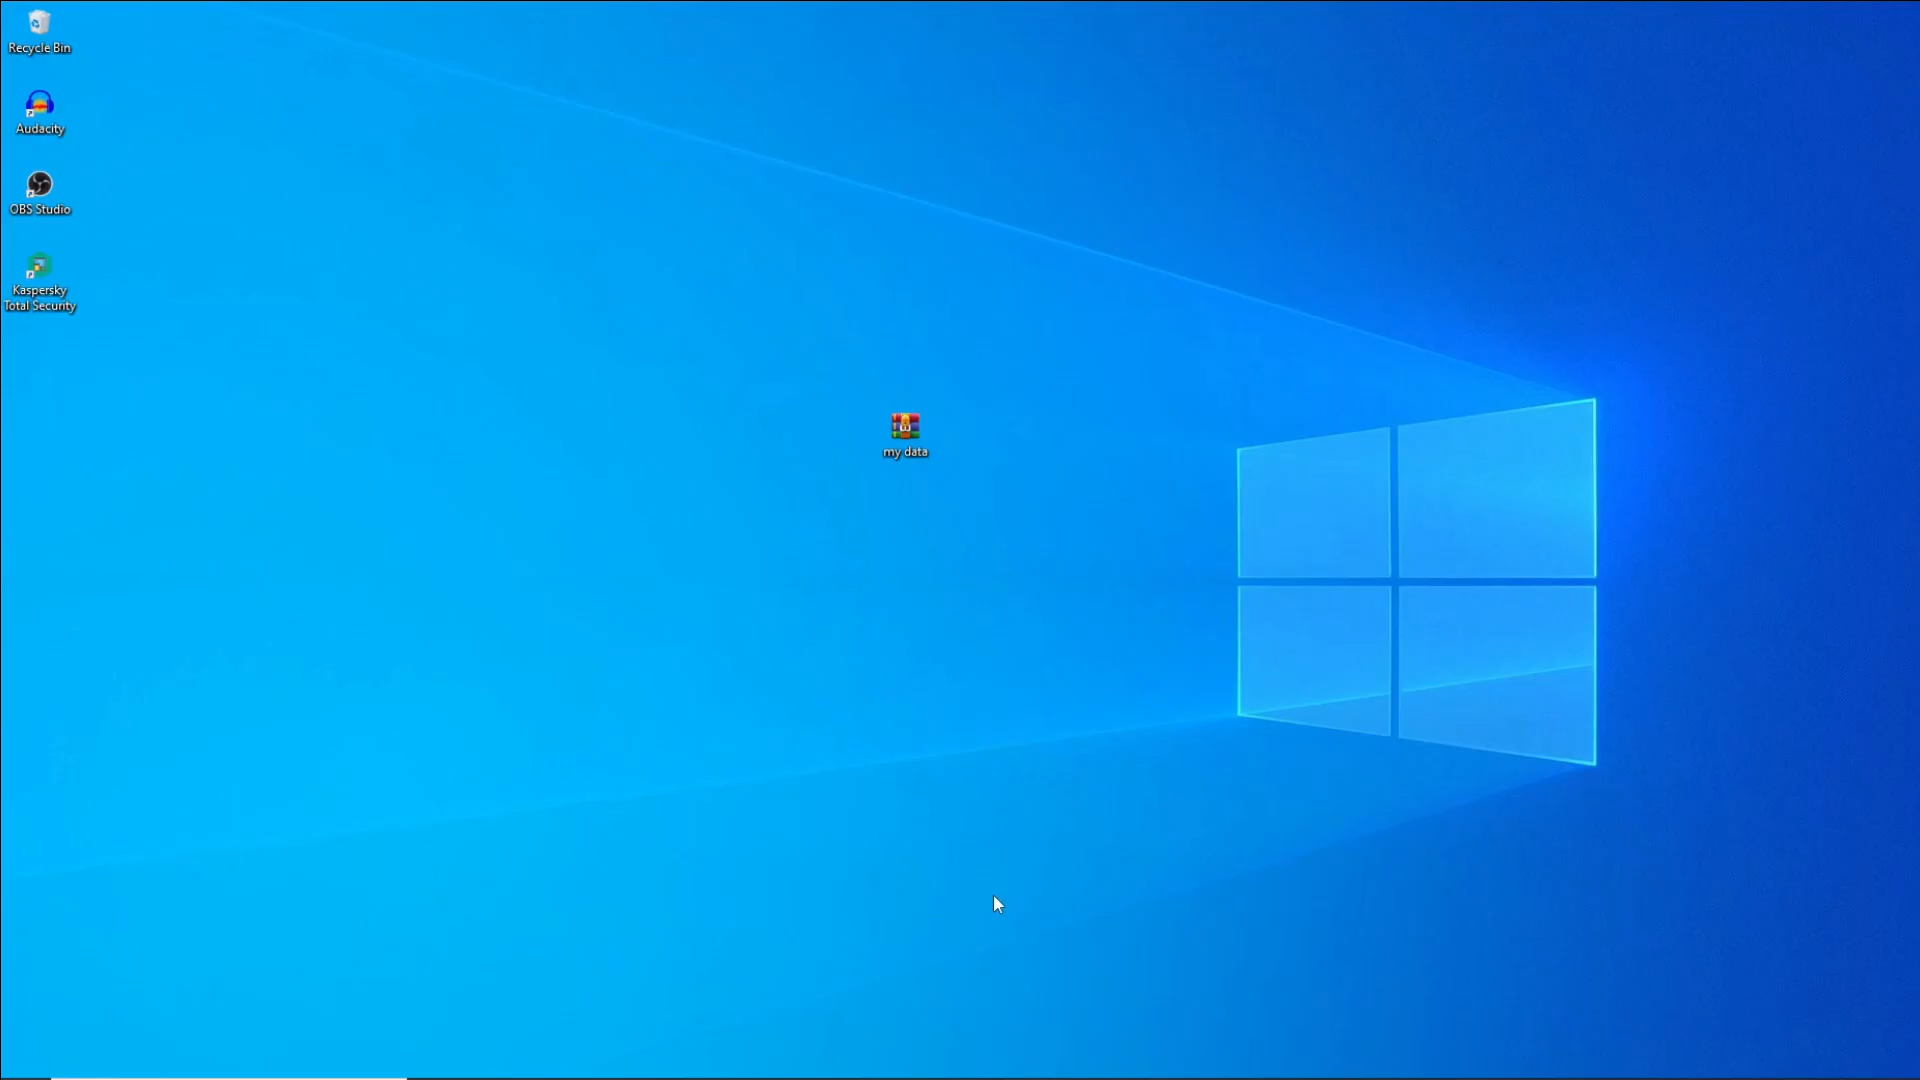 Recycle Bin
Audacity
OBS Studio
Kaspersky
Total Security
my data